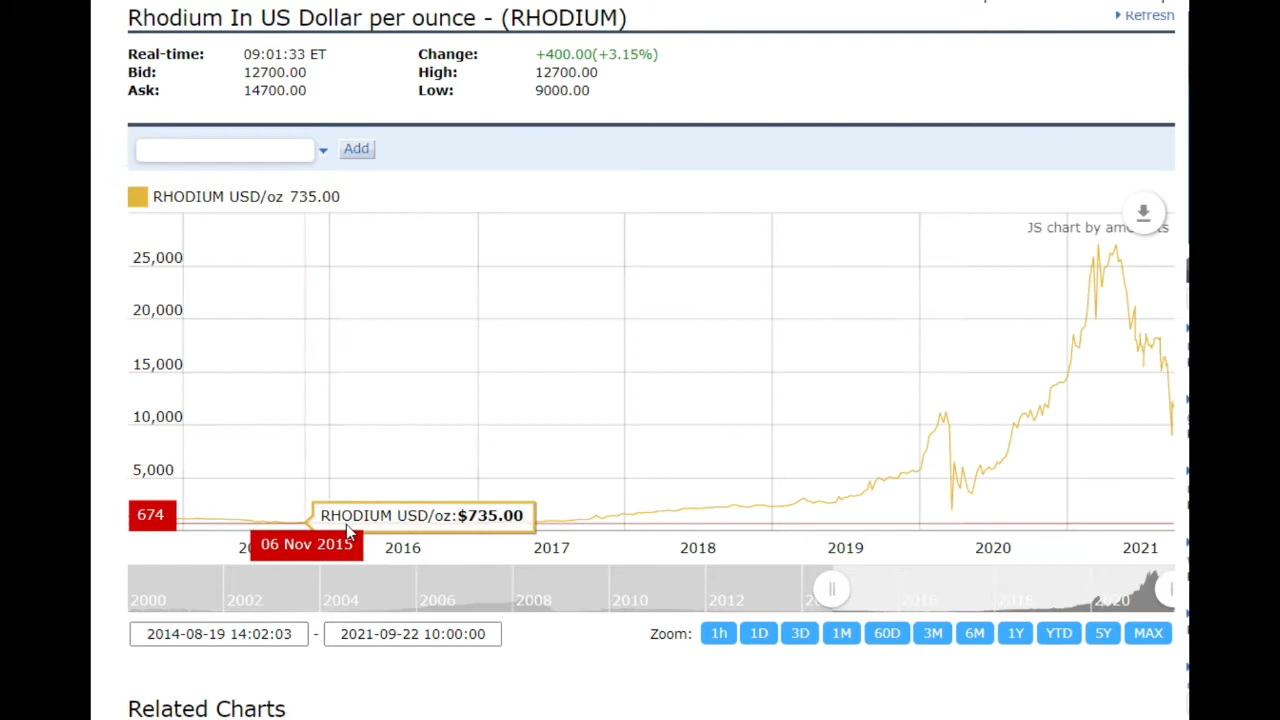 Rhodium In US Dollar per ounce - (RHODIUM)
Refresh
Real-time: 09:01:33 ET Change: +400.00(+3.15%)
Bid: 12700.00 High: 12700.00
Ask: 14700.00 Low: 9000.00
Add
RHODIUM USD/oz 735.00
JS chart by
25,000
20,000
15,000
10,000
5,000
674
RHODIUM USD/oz:$735.00
06 Nov 2015 2016 2017 2018 2019 2020 2021
2000 2002 2004 2006 2008 2010 2012 2016 2018 2020
2014-08-19 14:02:03 - 2021-09-22 10:00:00 Zoom: 1h 1D 3D 1M 60D 3M 6M 1Y YTD 5Y MAX
Related Charts